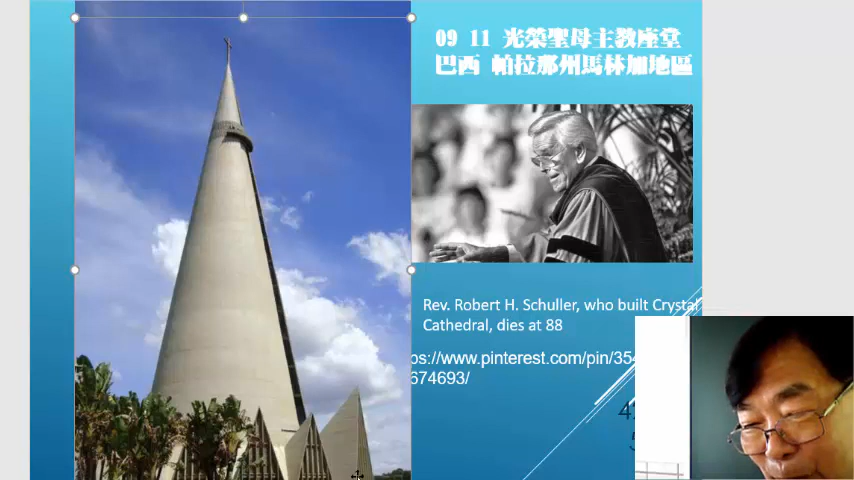 09 11 光榮聖母主教座堂
巴西 帕拉那州馬林加地區
Rev. Robert H. Schuller, who built Crystal
Cathedral, dies at 88
ps://www.pinterest.com/pin/354
674693/